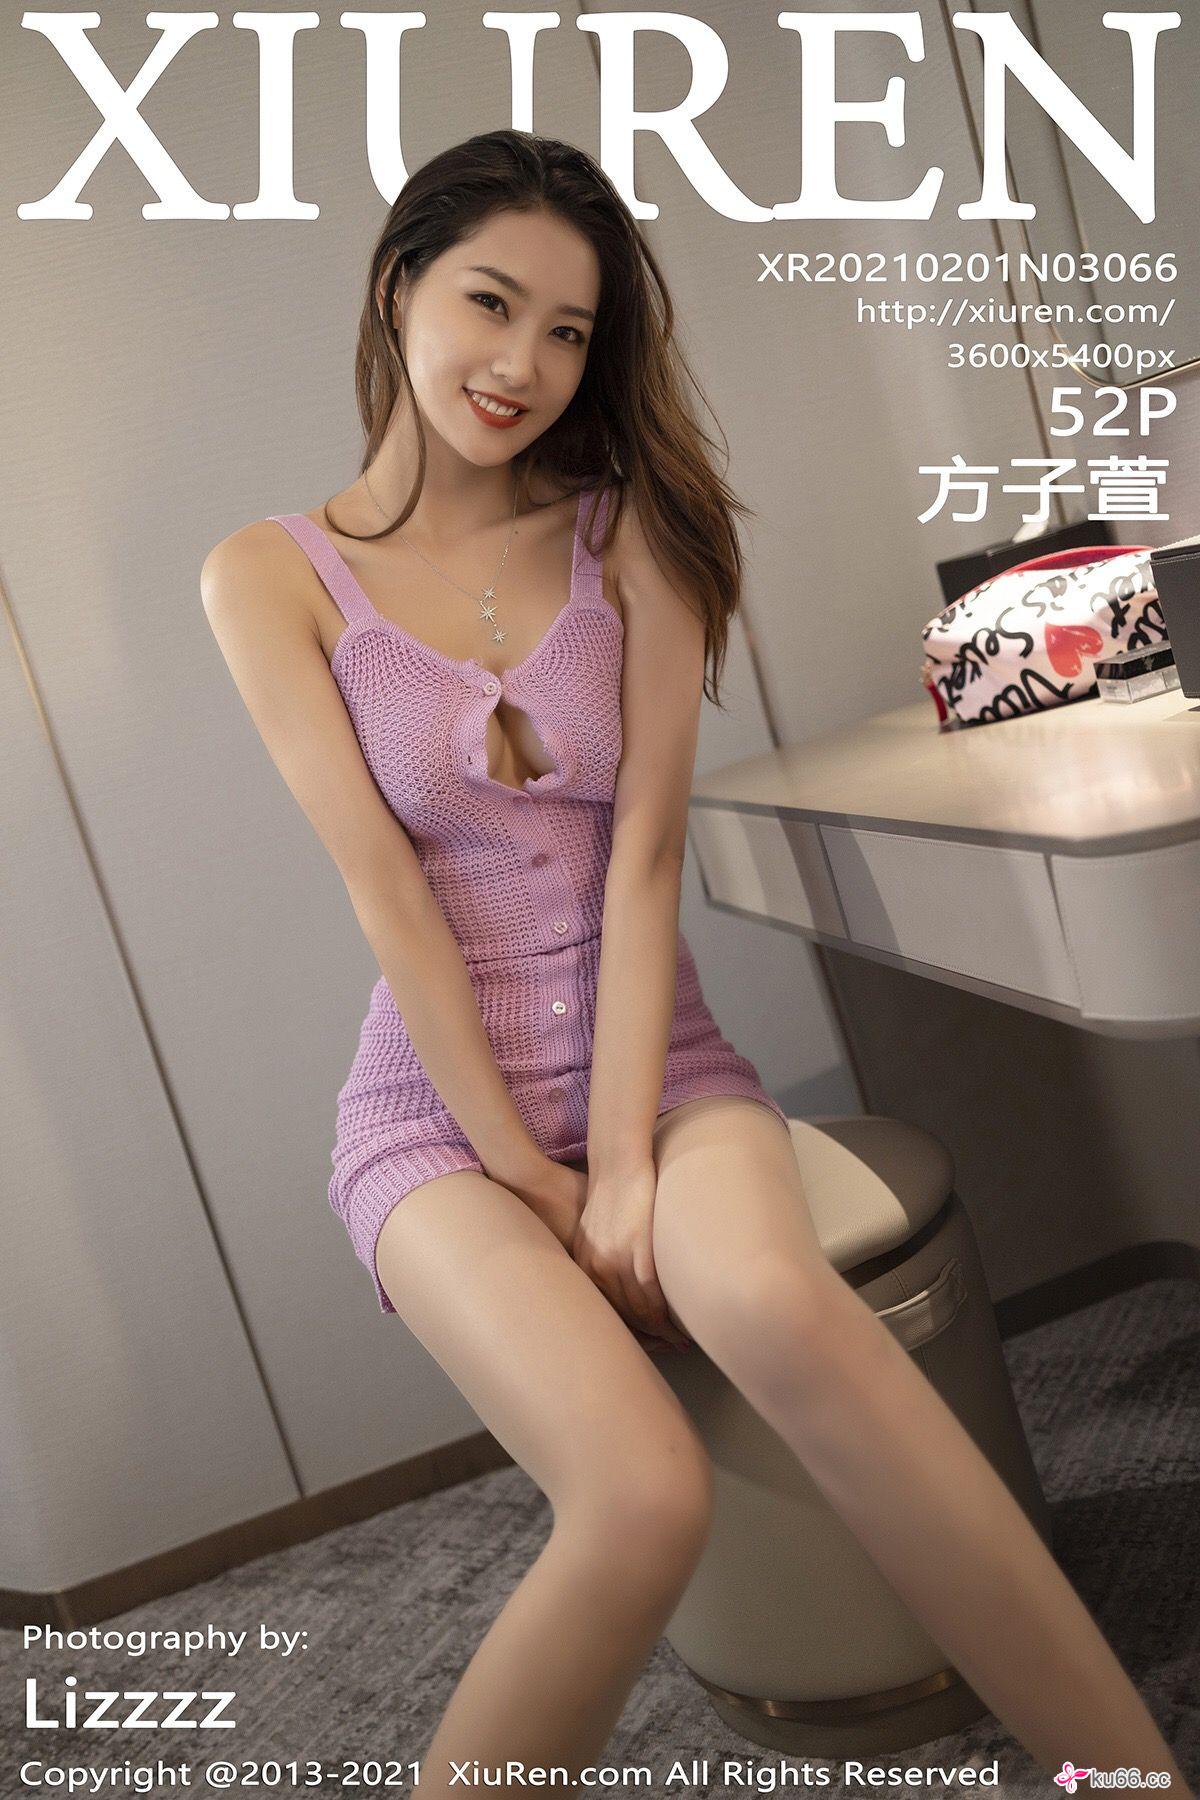 XIUREN
XR20210201N03066
http://xiuren.com/
3600x5400px
52P
方子萱
Photography by:
Lizzzz
Copyright @2013-2021 XiuRen.com All Rights Reserved
ku66.cc